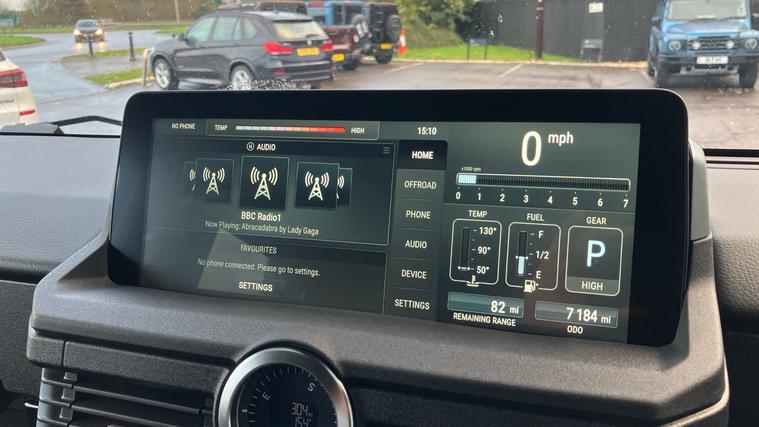 NO PHONE
TEMP
HIGH
15:10
0 mph
AUDIO
HOME
OFFROAD
PHONE
AUDIO
DEVICE
SETTINGS
BBC Radio1
Now Playing: Abracadabra by Lady Gaga
FAVOURITES
No phone connected. Please go to settings.
SETTINGS
x1000 rpm
0 1 2 3 4 5 6 7
TEMP
130°
90°
50°
FUEL
F
1/2
E
GEAR
P
HIGH
82 mi
REMAINING RANGE
7184 mi
ODO
E
S